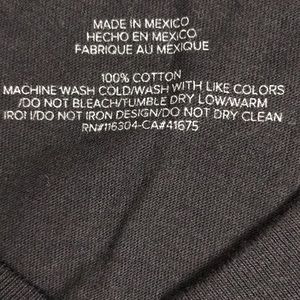 MADE IN MEXICO
HECHO EN MEXICO
FABRIQUE AU MEXIQUE
100% COTTON
MACHINE WASH COLD/WASH WITH LIKE COLORS
/DO NOT BLEACH/TUMBLE DRY LOW/WARM
IRON/DO NOT IRON DESIGN/DO NOT DRY CLEAN
RN#116304-CA#41675